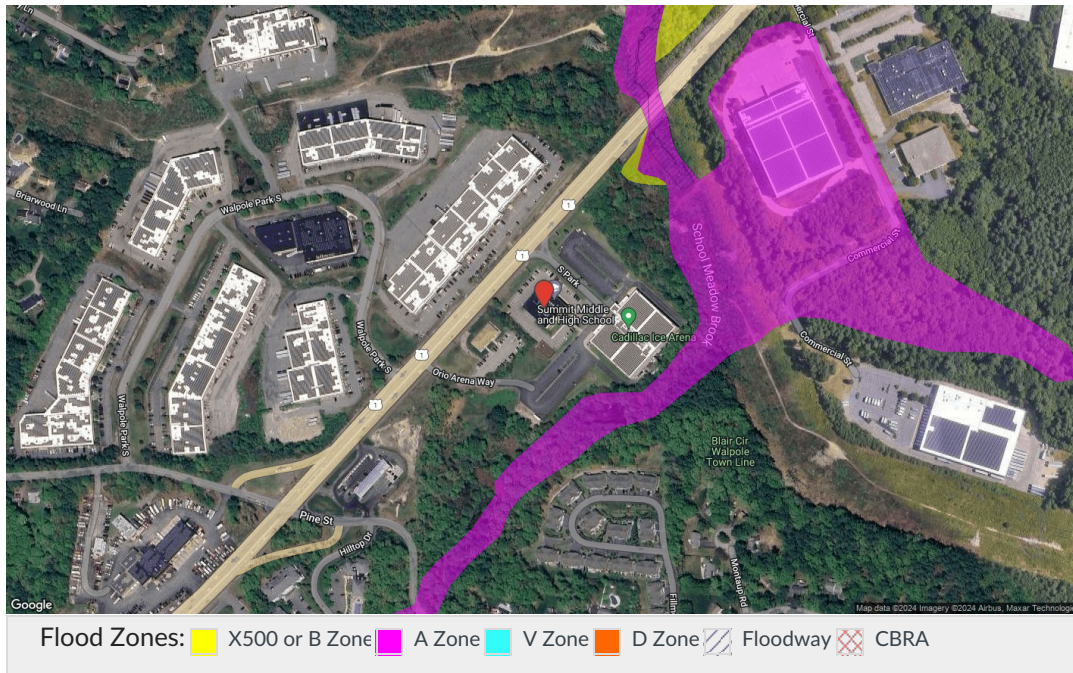 Briarwood Ln
Walpole Park S
Walpole Park S
Walpole Park S
1
1
1
1
S Park
Summit Middle
and High School
Cadillac Ice Arena
Orio Arena Way
School Meadow Brook
Commercial St
Commercial St
Blair Cir
Walpole
Town Line
Pine St
Hilltop Dr
Montaup Rd
Google
Map data ©2024 Imagery ©2024 Airbus, Maxar Technologie
Flood Zones: X500 or B Zone A Zone V Zone D Zone Floodway CBRA